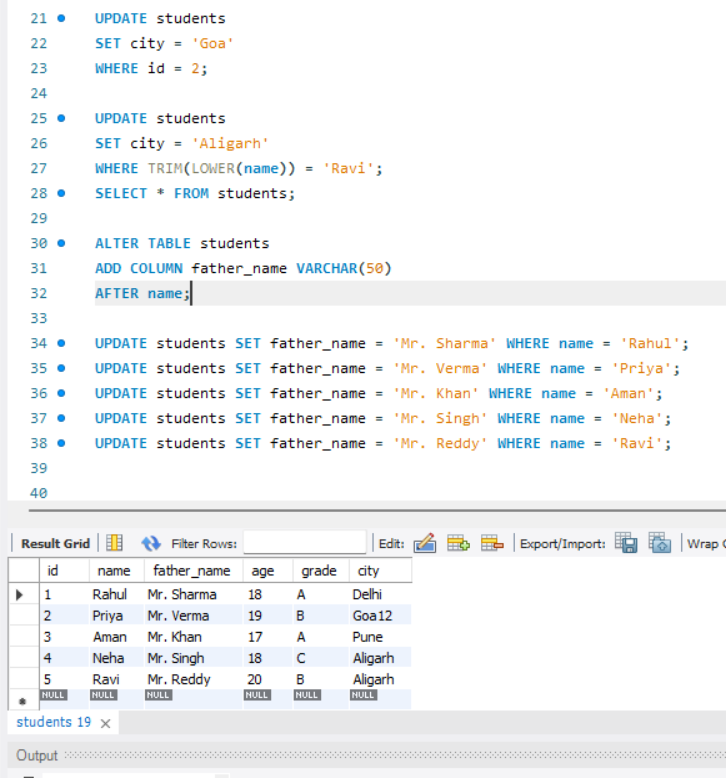 21 UPDATE students
22 SET city = 'Goa'
23 WHERE id = 2;
24
25 UPDATE students
26 SET city = 'Aligarh'
27 WHERE TRIM(LOWER(name)) = 'Ravi';
28 SELECT * FROM students;
29
30 ALTER TABLE students
31 ADD COLUMN father_name VARCHAR(50)
32 AFTER name;
33
34 UPDATE students SET father_name = 'Mr. Sharma' WHERE name = 'Rahul';
35 UPDATE students SET father_name = 'Mr. Verma' WHERE name = 'Priya';
36 UPDATE students SET father_name = 'Mr. Khan' WHERE name = 'Aman';
37 UPDATE students SET father_name = 'Mr. Singh' WHERE name = 'Neha';
38 UPDATE students SET father_name = 'Mr. Reddy' WHERE name = 'Ravi';
39
40
Result Grid Filter Rows: Edit: Export/Import: Wrap C
id name father_name age grade city
1 Rahul Mr. Sharma 18 A Delhi
2 Priya Mr. Verma 19 B Goa12
3 Aman Mr. Khan 17 A Pune
4 Neha Mr. Singh 18 C Aligarh
5 Ravi Mr. Reddy 20 B Aligarh
NULL NULL NULL NULL NULL NULL
students 19
Output